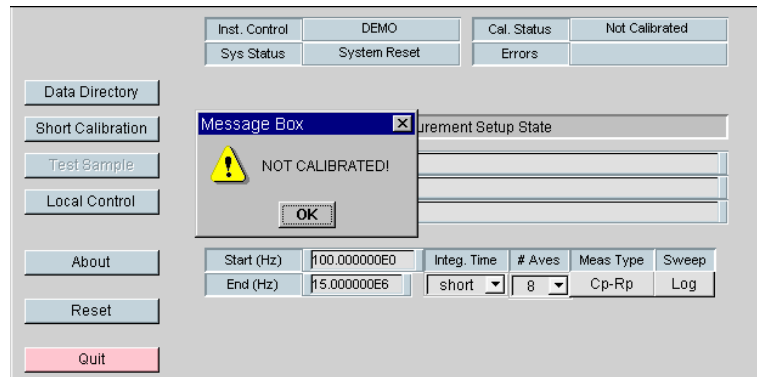 Inst. Control DEMO Cal. Status Not Calibrated
Sys Status System Reset Errors
Data Directory
Short Calibration
Test Sample
Local Control
About
Reset
Quit
Message Box
NOT CALIBRATED!
OK
Setup State
Start (Hz) 100.000000E0 Integ. Time # Aves Meas Type Sweep
End (Hz) 15.000000E6 short 8 Cp-Rp Log